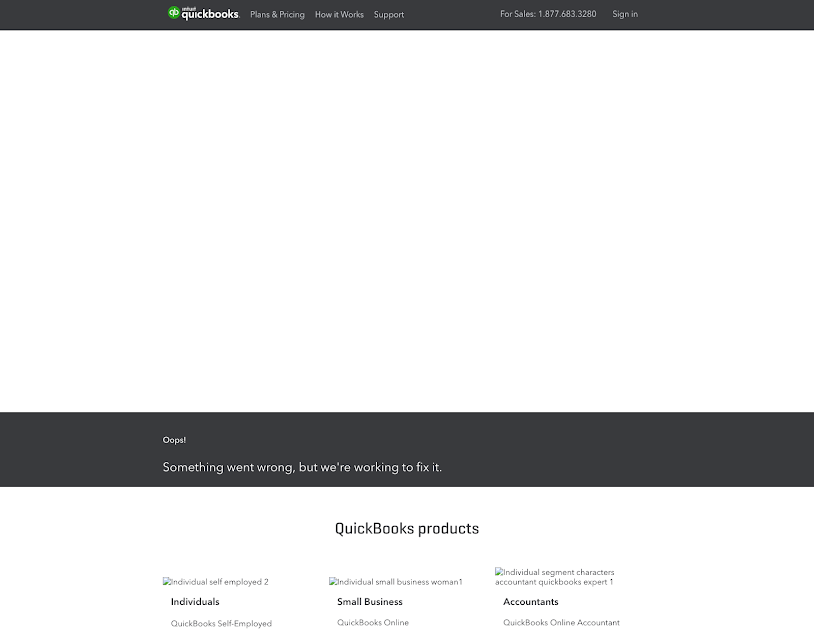 intuit
quickbooks.
Plans & Pricing
How it Works
Support
For Sales: 1.877.683.3280
Sign in
Oops!
Something went wrong, but we're working to fix it.
QuickBooks products
Individual self employed 2
Individual small business woman1
Individual segment characters
accountant quickbooks expert 1
Individuals
Small Business
Accountants
QuickBooks Self-Employed
QuickBooks Online
QuickBooks Online Accountant